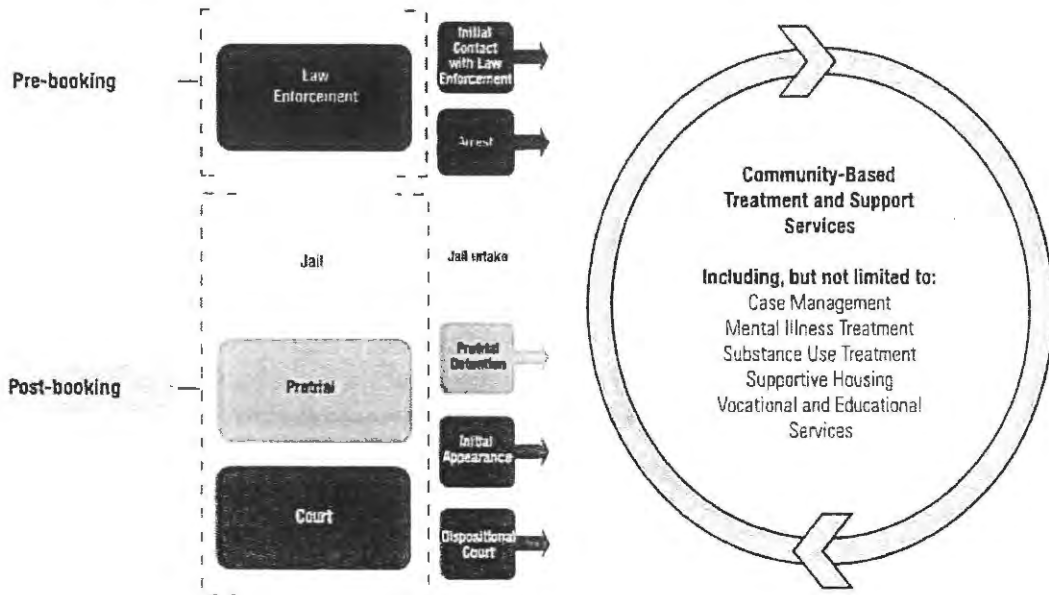 Pre-booking
Law
Enforcement
Initial
Contact
with Law
Enforcement
Arrest
Jail
Jail intake
Post-booking
Pretrial
Pretrial
Detention
Court
Initial
Appearance
Dispositional
Court
Community-Based
Treatment and Support
Services
Including, but not limited to:
Case Management
Mental Illness Treatment
Substance Use Treatment
Supportive Housing
Vocational and Educational
Services